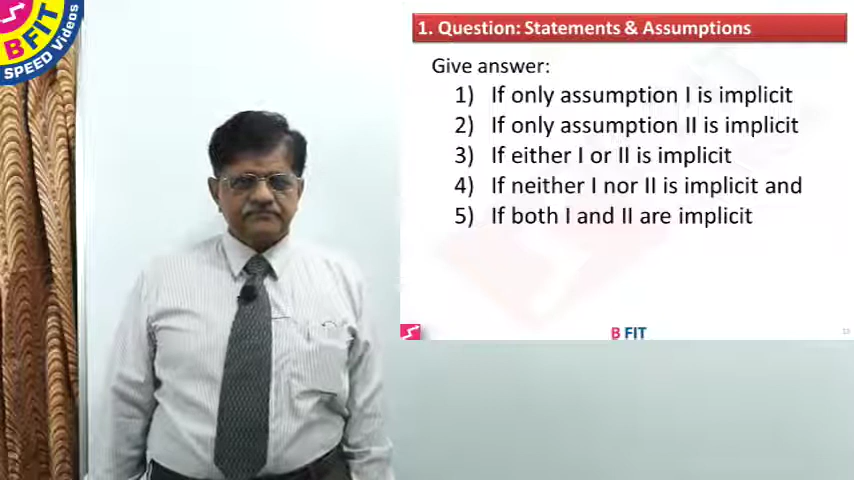 B FIT
SPEED Videos
1. Question: Statements & Assumptions
Give answer:
1) If only assumption I is implicit
2) If only assumption II is implicit
3) If either I or II is implicit
4) If neither I nor II is implicit and
5) If both I and II are implicit
B FIT